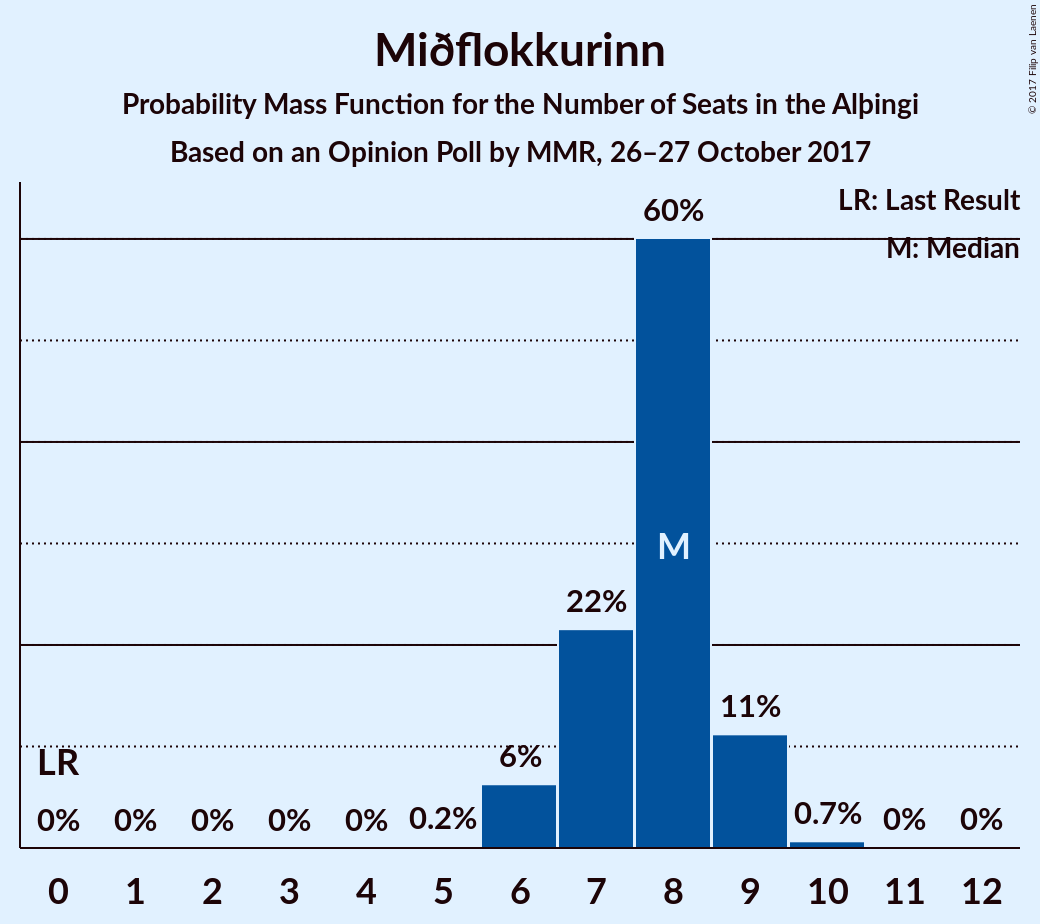 Miðflokkurinn
Probability Mass Function for the Number of Seats in the Alþingi
Based on an Opinion Poll by MMR, 26–27 October 2017
© 2017 Filip van Laenen
LR: Last Result
M: Median
60%
M
22%
11%
6%
LR
0% 0% 0% 0% 0% 0.2% 0.7% 0% 0%
0 1 2 3 4 5 6 7 8 9 10 11 12